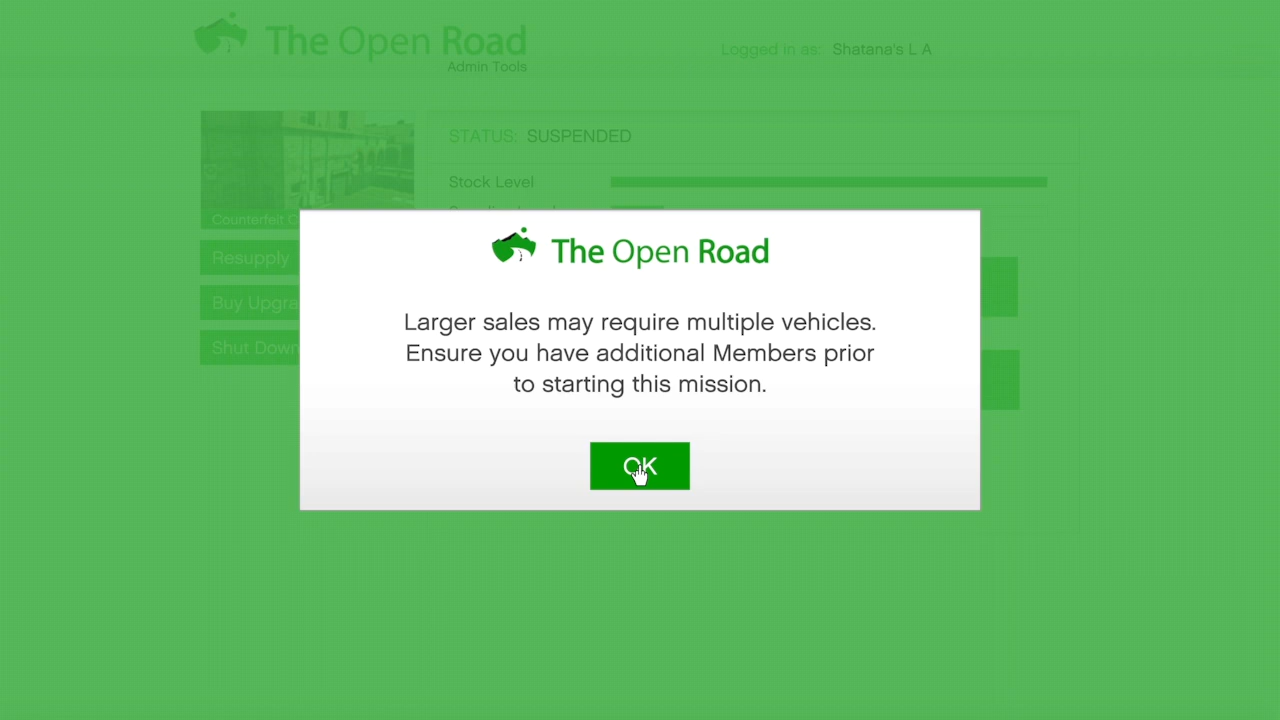 The Open Road
Admin Tools
Logged in as: Shatana's L A
STATUS: SUSPENDED
Stock Level
Counterfeit C
Resupply
Buy Upgra
Shut Down
The Open Road
Larger sales may require multiple vehicles.
Ensure you have additional Members prior
to starting this mission.
OK